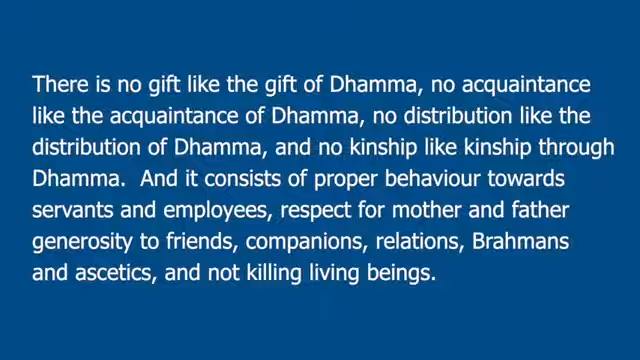 There is no gift like the gift of Dhamma, no acquaintance
like the acquaintance of Dhamma, no distribution like the
distribution of Dhamma, and no kinship like kinship through
Dhamma. And it consists of proper behaviour towards
servants and employees, respect for mother and father
generosity to friends, companions, relations, Brahmans
and ascetics, and not killing living beings.